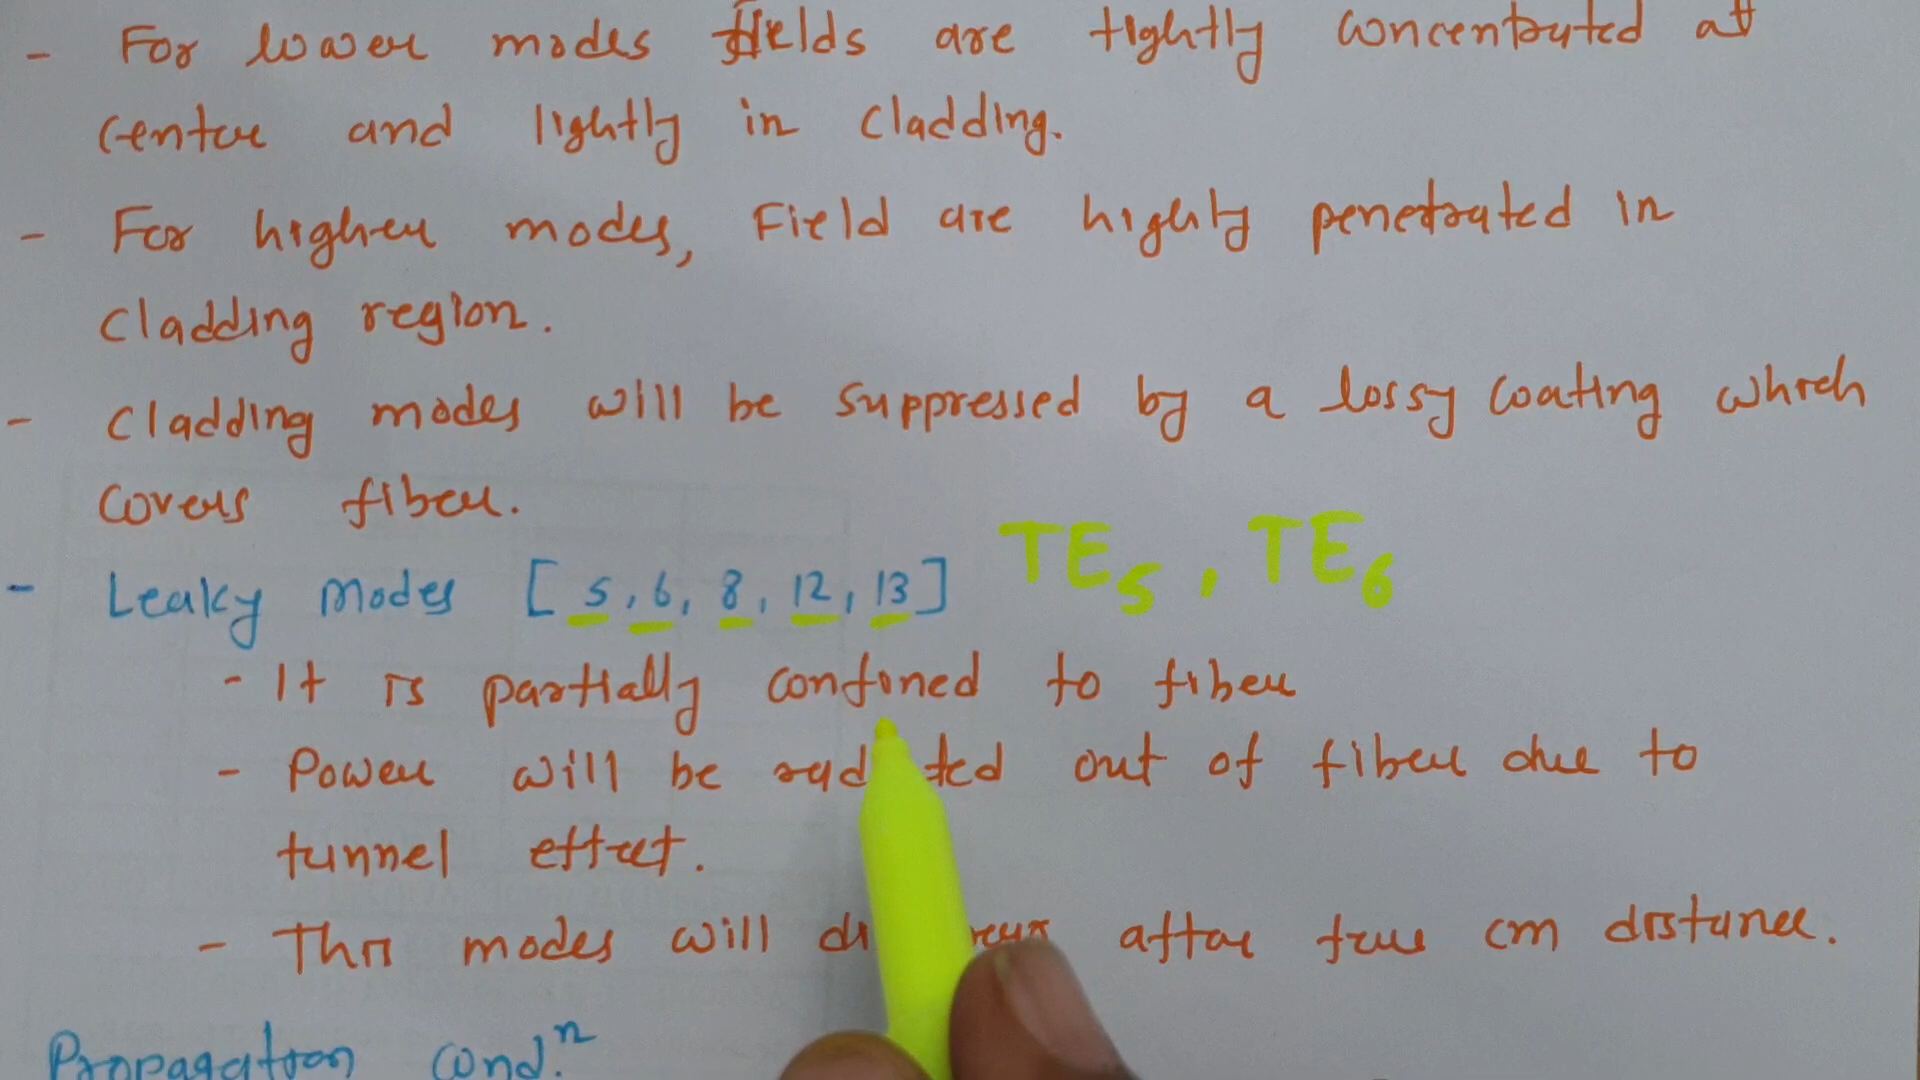 - For lower modes fields are tightly concentrated at
center and lightly in cladding.
- For higher modes, Field are highly penetrated in
cladding region.
- cladding modes will be suppressed by a lossy coating which
covers fiber.
- Leaky modes [5, 6, 8, 12, 13] TE5, TE6
- It is partially confined to fiber
- Power will be out of fiber due to
tunnel effect.
- This modes will after few cm distance.
Propagation cond.n